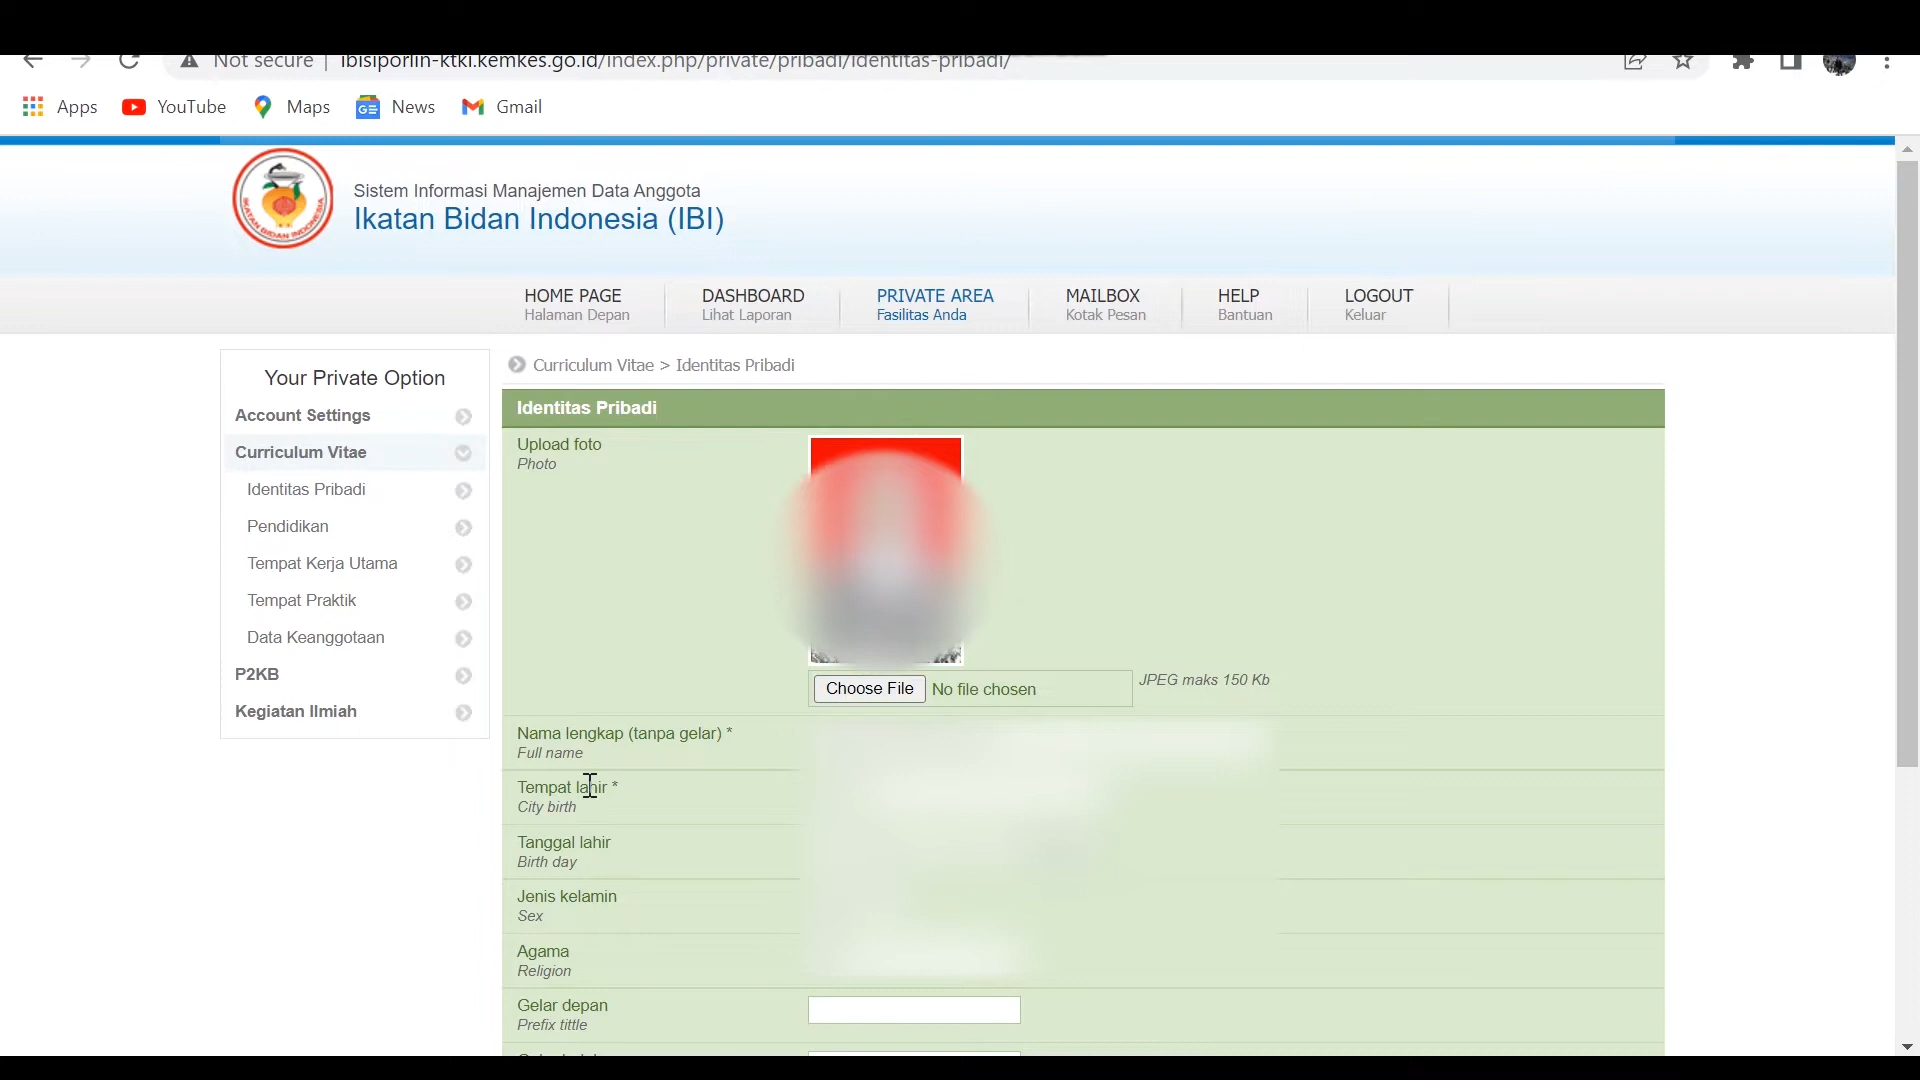 Not secure | ibisiporlin-ktki.kemkes.go.id/index.php/private/pribadi/identitas-pribadi/
Apps YouTube Maps News Gmail
IKATAN BIDAN INDONESIA
Sistem Informasi Manajemen Data Anggota
Ikatan Bidan Indonesia (IBI)
HOME PAGE DASHBOARD PRIVATE AREA MAILBOX HELP LOGOUT
Halaman Depan Lihat Laporan Fasilitas Anda Kotak Pesan Bantuan Keluar
Your Private Option
Account Settings
Curriculum Vitae
Identitas Pribadi
Pendidikan
Tempat Kerja Utama
Tempat Praktik
Data Keanggotaan
P2KB
Kegiatan Ilmiah
Curriculum Vitae > Identitas Pribadi
Identitas Pribadi
Upload foto
Photo
Choose File No file chosen JPEG maks 150 Kb
Nama lengkap (tanpa gelar) *
Full name
Tempat lahir *
City birth
Tanggal lahir
Birth day
Jenis kelamin
Sex
Agama
Religion
Gelar depan
Prefix tittle